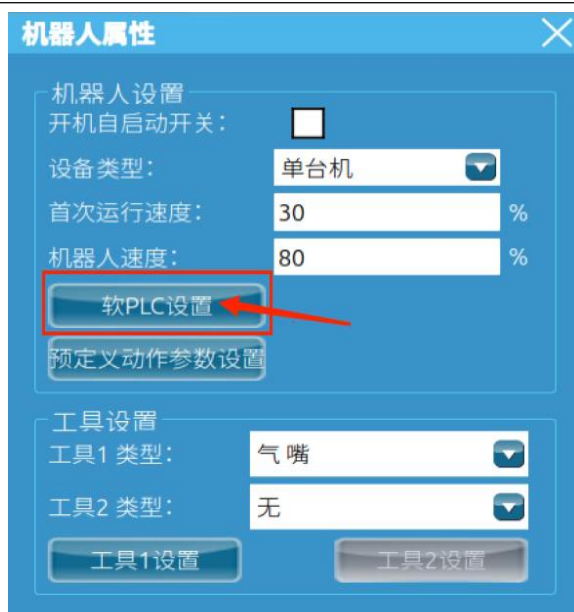 机器人属性
机器人设置
开机自启动开关：
设备类型： 单台机
首次运行速度： 30 %
机器人速度： 80 %
软PLC设置
预定义动作参数设置
工具设置
工具1 类型： 气嘴
工具2 类型： 无
工具1设置 工具2设置